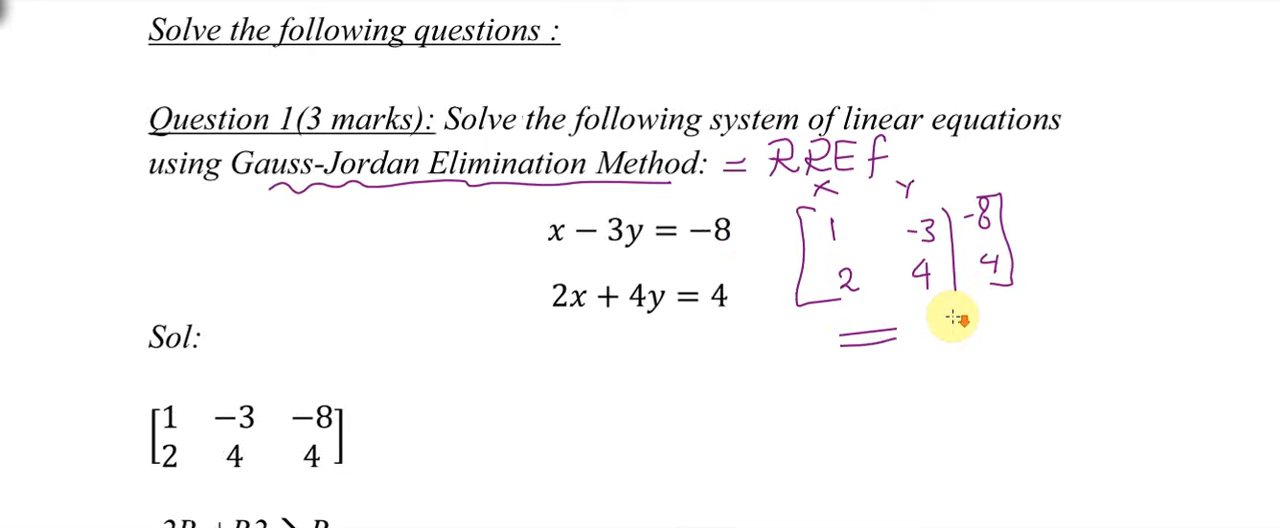 Solve the following questions :
Question 1(3 marks): Solve the following system of linear equations
using Gauss-Jordan Elimination Method: = RREf
x y
x − 3y = −8 [ 1 -3 | -8 ]
2x + 4y = 4 [ 2 4 | 4 ]
Sol:
[ 1 −3 −8 ]
[ 2 4 4 ]